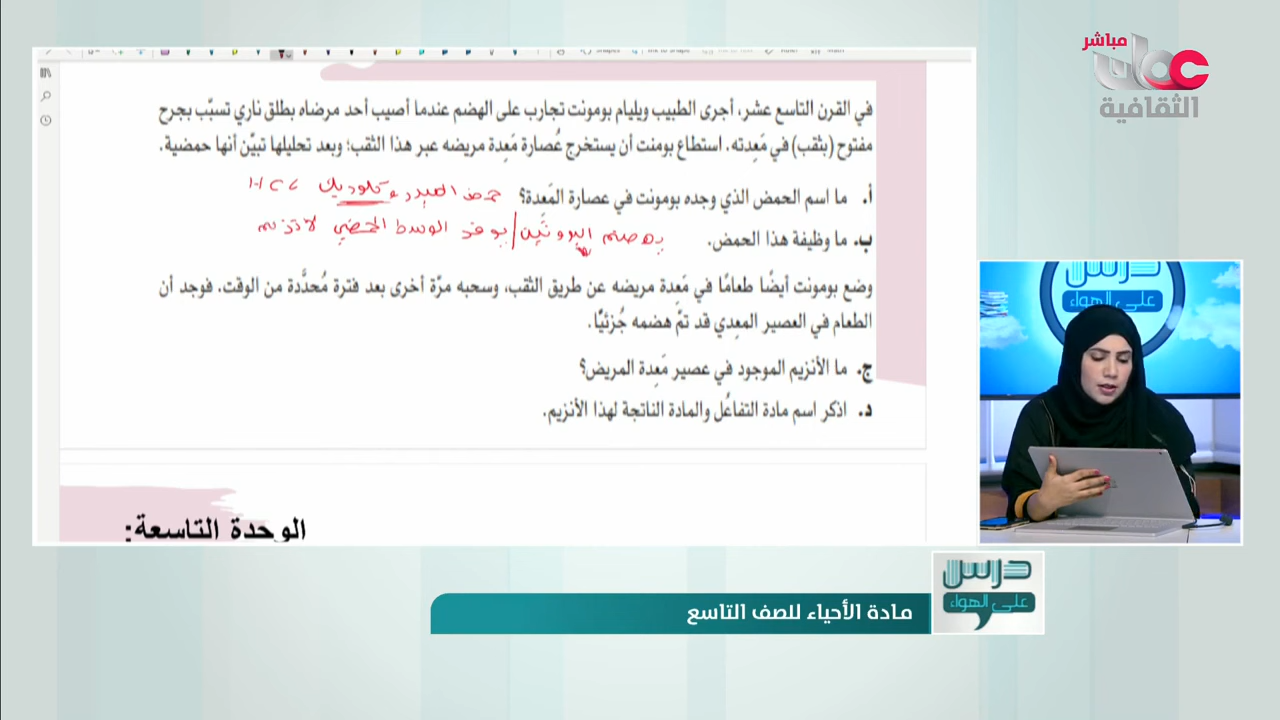 مباشر
عمان
الثقافية
في القرن التاسع عشر، أجرى الطبيب ويليام بومونت تجارب على الهضم عندما أصيب أحد مرضاه بطلق ناري تسبّب بجرح
مفتوح (بثقب) في مَعِدته. استطاع بومنت أن يستخرج عُصارة مَعِدة مريضه عبر هذا الثقب؛ وبعد تحليلها تبيَّن أنها حمضية.
أ. ما اسم الحمض الذي وجده بومونت في عصارة المَعَدة؟ حمض الهيدروكلوريك
ب. ما وظيفة هذا الحمض. يهضم البروتين / يوفر الوسط الحمضي
وضع بومونت أيضًا طعامًا في مَعِدة مريضه عن طريق الثقب، وسحبه مرّة أخرى بعد فترة مُحدَّدة من الوقت. فوجد أن
الطعام في العصير المعِدي قد تمَّ هضمه جُزئيًّا.
ج. ما الأنزيم الموجود في عصير مَعِدة المريض؟
د. اذكر اسم مادة التفاعُل والمادة الناتجة لهذا الأنزيم.
الوحدة التاسعة:
درس
على الهواء
درس
على الهواء
مادة الأحياء للصف التاسع